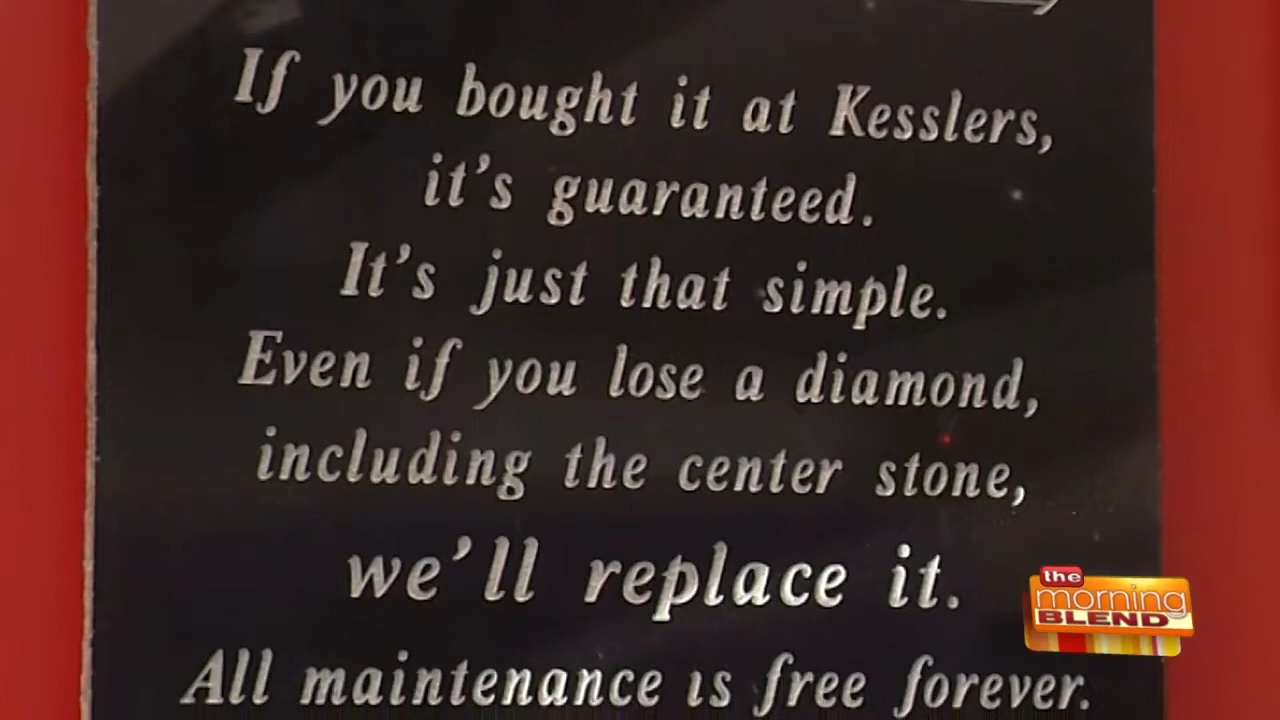 If you bought it at Kesslers,
it's guaranteed.
It's just that simple.
Even if you lose a diamond,
including the center stone,
we'll replace it.
All maintenance is free forever.
the
morning
BLEND